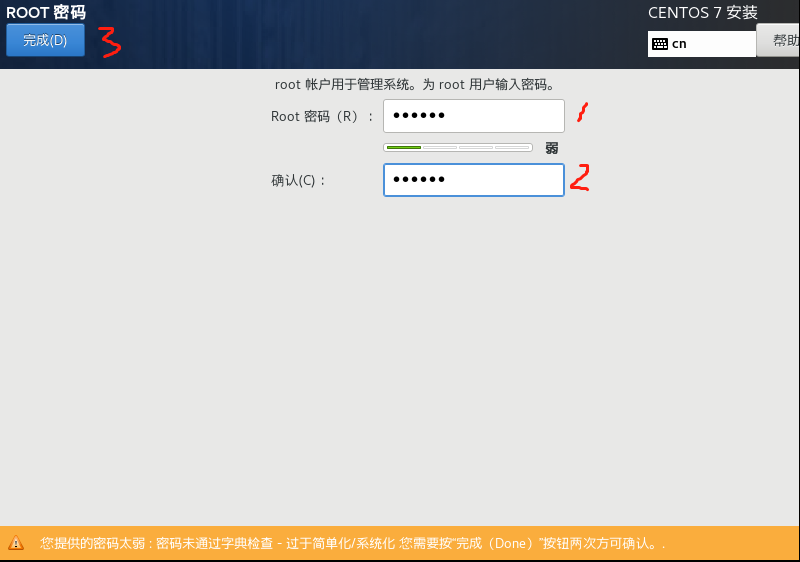 ROOT 密码
CENTOS 7 安装
完成(D)
3
cn
帮助
root 帐户用于管理系统。为 root 用户输入密码。
Root 密码（R）：
••••••
1
弱
确认(C) ：
••••••
2
您提供的密码太弱 : 密码未通过字典检查 - 过于简单化/系统化 您需要按“完成（Done）”按钮两次方可确认。.